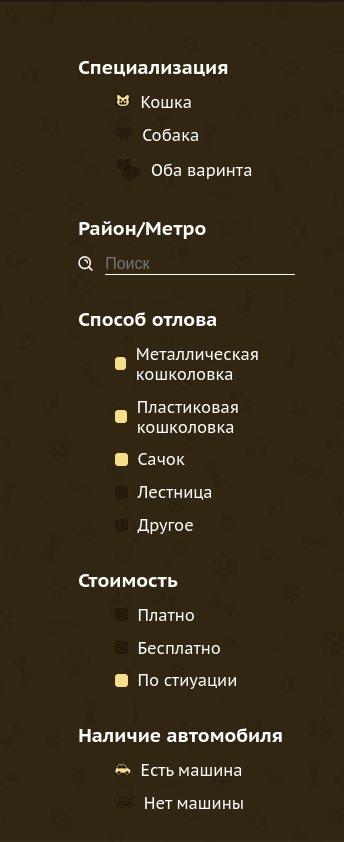 Специализация
Кошка
Собака
Оба варинта
Район/Метро
Поиск
Способ отлова
Металлическая
кошколовка
Пластиковая
кошколовка
Сачок
Лестница
Другое
Стоимость
Платно
Бесплатно
По стиуации
Наличие автомобиля
Есть машина
Нет машины